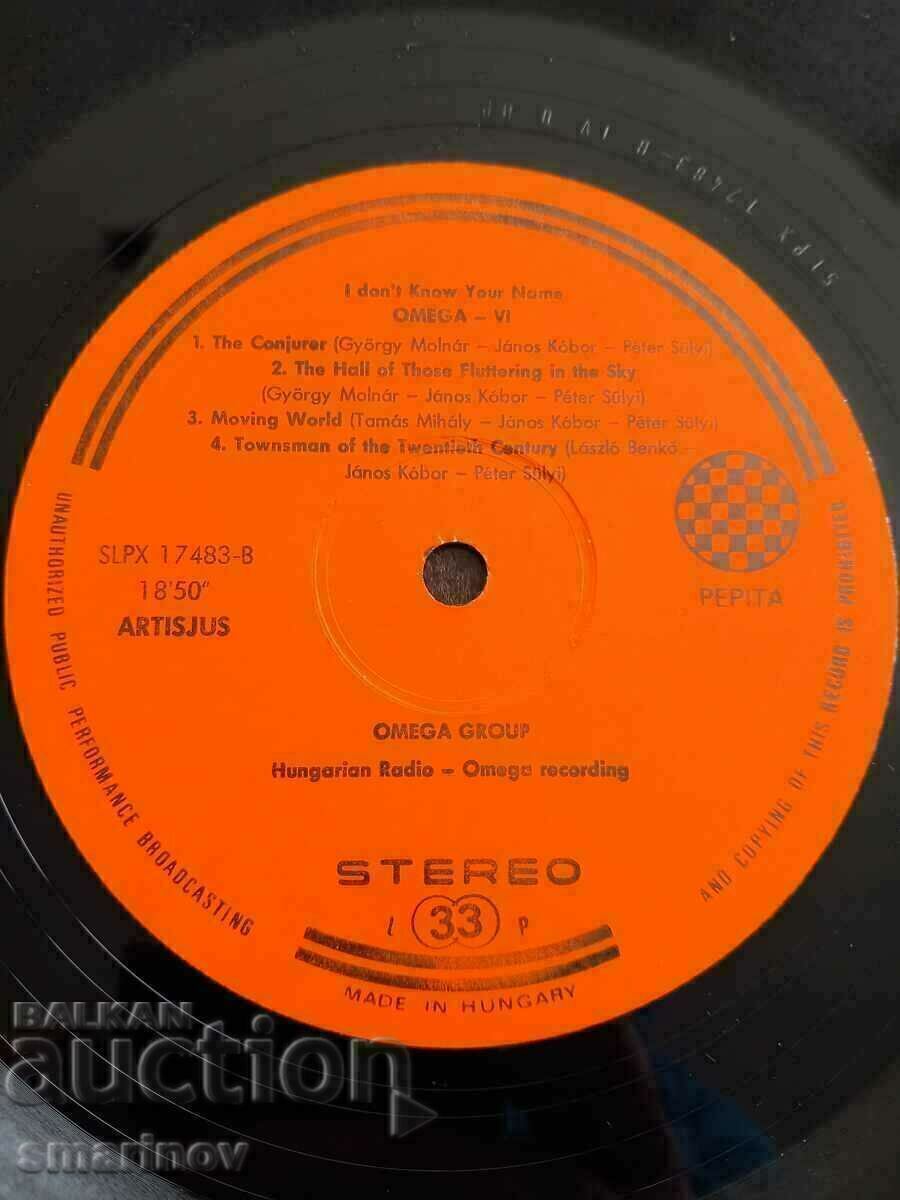 I don't Know Your Name
OMEGA – VI
1. The Conjurer (György Molnár – János Kóbor – Péter Sülyi)
2. The Hall of Those Fluttering in the Sky
(György Molnár – János Kóbor – Péter Sülyi)
3. Moving World (Tamás Mihály – János Kóbor – Péter Sülyi)
4. Townsman of the Twentieth Century (László Benkő –
János Kóbor – Péter Sülyi)
SLPX 17483-B
18'50"
ARTISJUS
PEPITA
OMEGA GROUP
Hungarian Radio – Omega recording
STEREO
L 33 P
MADE IN HUNGARY
UNAUTHORIZED PUBLIC PERFORMANCE BROADCASTING
AND COPYING OF THIS RECORD IS PROHIBITED
SLPX 17483-B
BALKAN
auction
smarinov